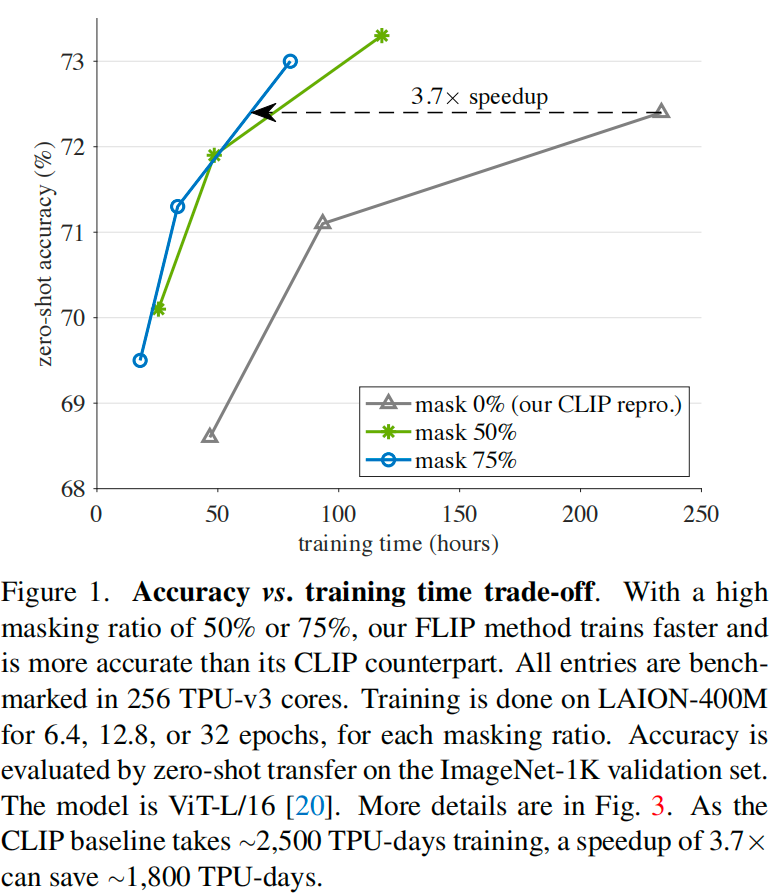 73
3.7× speedup
72
zero-shot accuracy (%)
71
70
69
mask 0% (our CLIP repro.)
mask 50%
mask 75%
68
0 50 100 150 200 250
training time (hours)
Figure 1. Accuracy vs. training time trade-off. With a high
masking ratio of 50% or 75%, our FLIP method trains faster and
is more accurate than its CLIP counterpart. All entries are bench-
marked in 256 TPU-v3 cores. Training is done on LAION-400M
for 6.4, 12.8, or 32 epochs, for each masking ratio. Accuracy is
evaluated by zero-shot transfer on the ImageNet-1K validation set.
The model is ViT-L/16 [20]. More details are in Fig. 3. As the
CLIP baseline takes ∼2,500 TPU-days training, a speedup of 3.7×
can save ∼1,800 TPU-days.